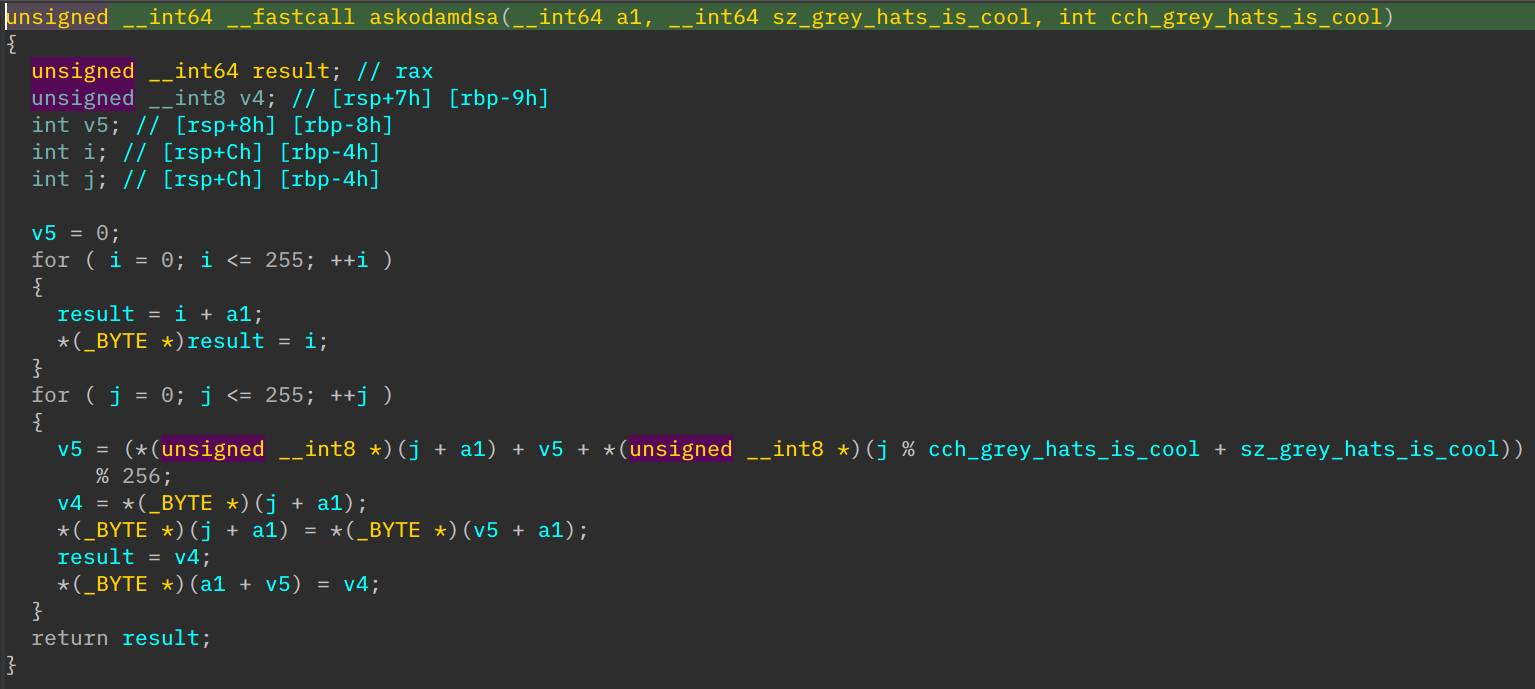 unsigned __int64 __fastcall askodamdsa(__int64 a1, __int64 sz_grey_hats_is_cool, int cch_grey_hats_is_cool)
{
  unsigned __int64 result; // rax
  unsigned __int8 v4; // [rsp+7h] [rbp-9h]
  int v5; // [rsp+8h] [rbp-8h]
  int i; // [rsp+Ch] [rbp-4h]
  int j; // [rsp+Ch] [rbp-4h]

  v5 = 0;
  for ( i = 0; i <= 255; ++i )
  {
    result = i + a1;
    *(_BYTE *)result = i;
  }
  for ( j = 0; j <= 255; ++j )
  {
    v5 = (*(unsigned __int8 *)(j + a1) + v5 + *(unsigned __int8 *)(j % cch_grey_hats_is_cool + sz_grey_hats_is_cool))
       % 256;
    v4 = *(_BYTE *)(j + a1);
    *(_BYTE *)(j + a1) = *(_BYTE *)(v5 + a1);
    result = v4;
    *(_BYTE *)(a1 + v5) = v4;
  }
  return result;
}